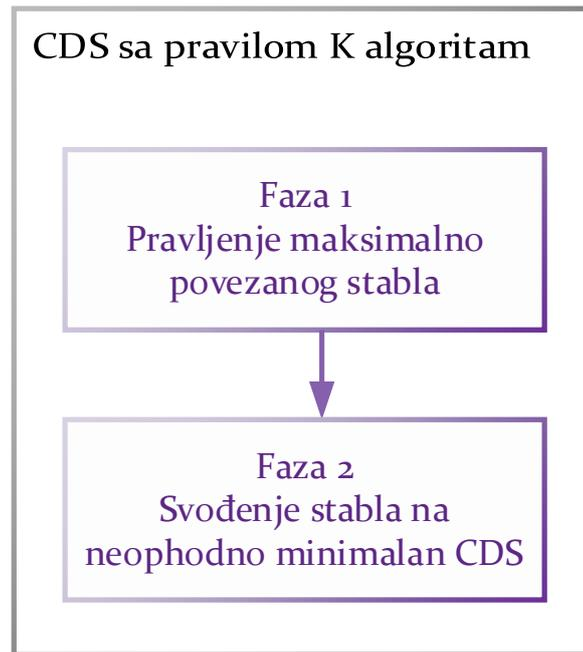 CDS sa pravilom K algoritam
Faza 1
Pravljenje maksimalno
povezanog stabla
Faza 2
Svođenje stabla na
neophodno minimalan CDS